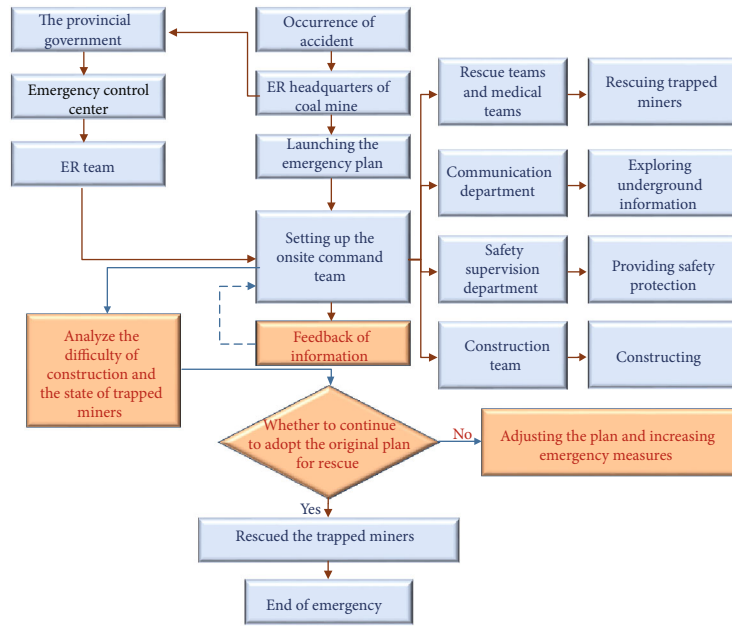 The provincial
government
Occurrence of
accident
Emergency control
center
ER headquarters of
coal mine
Rescue teams
and medical
teams
Rescuing trapped
miners
ER team
Launching the
emergency plan
Communication
department
Exploring
underground
information
Setting up the
onsite command
team
Safety
supervision
department
Providing safety
protection
Analyze the
difficulty of
construction and
the state of trapped
miners
Feedback of
information
Construction
team
Constructing
Whether to continue
to adopt the original plan
for rescue
No
Adjusting the plan and increasing
emergency measures
Yes
Rescued the trapped miners
End of emergency